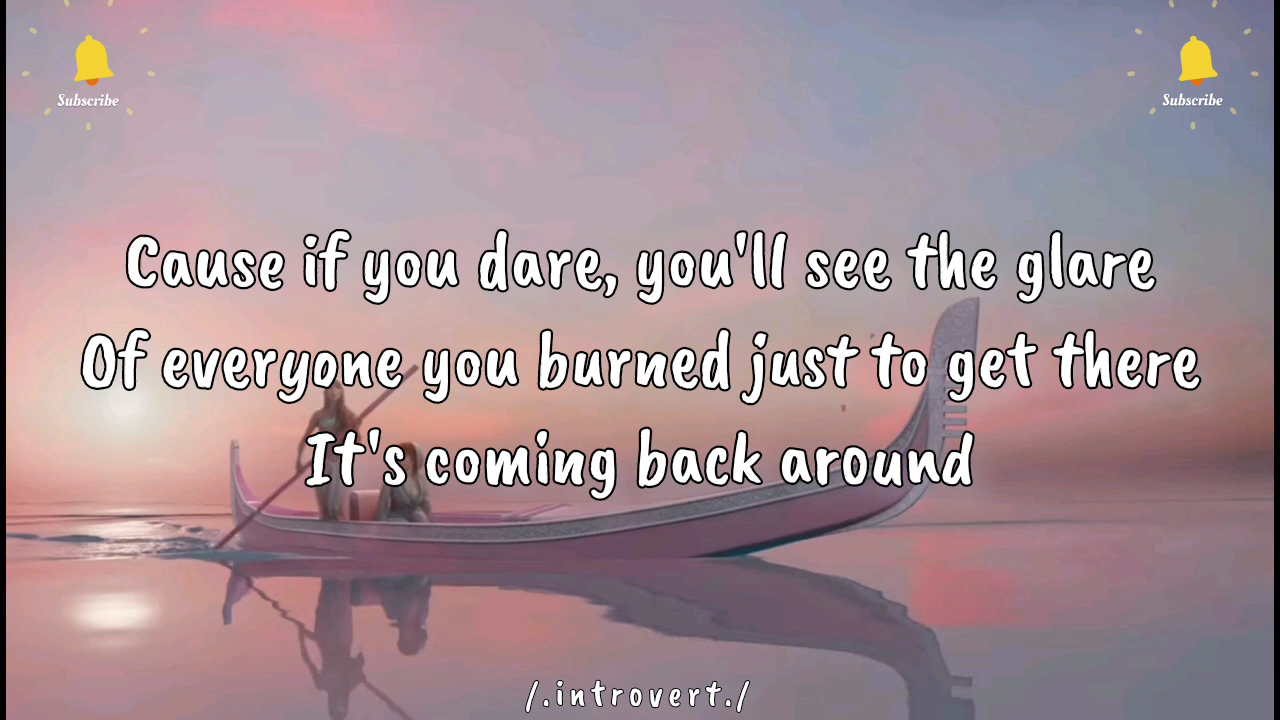 Subscribe
Subscribe
Cause if you dare, you'll see the glare
Of everyone you burned just to get there
It's coming back around
/.introvert./